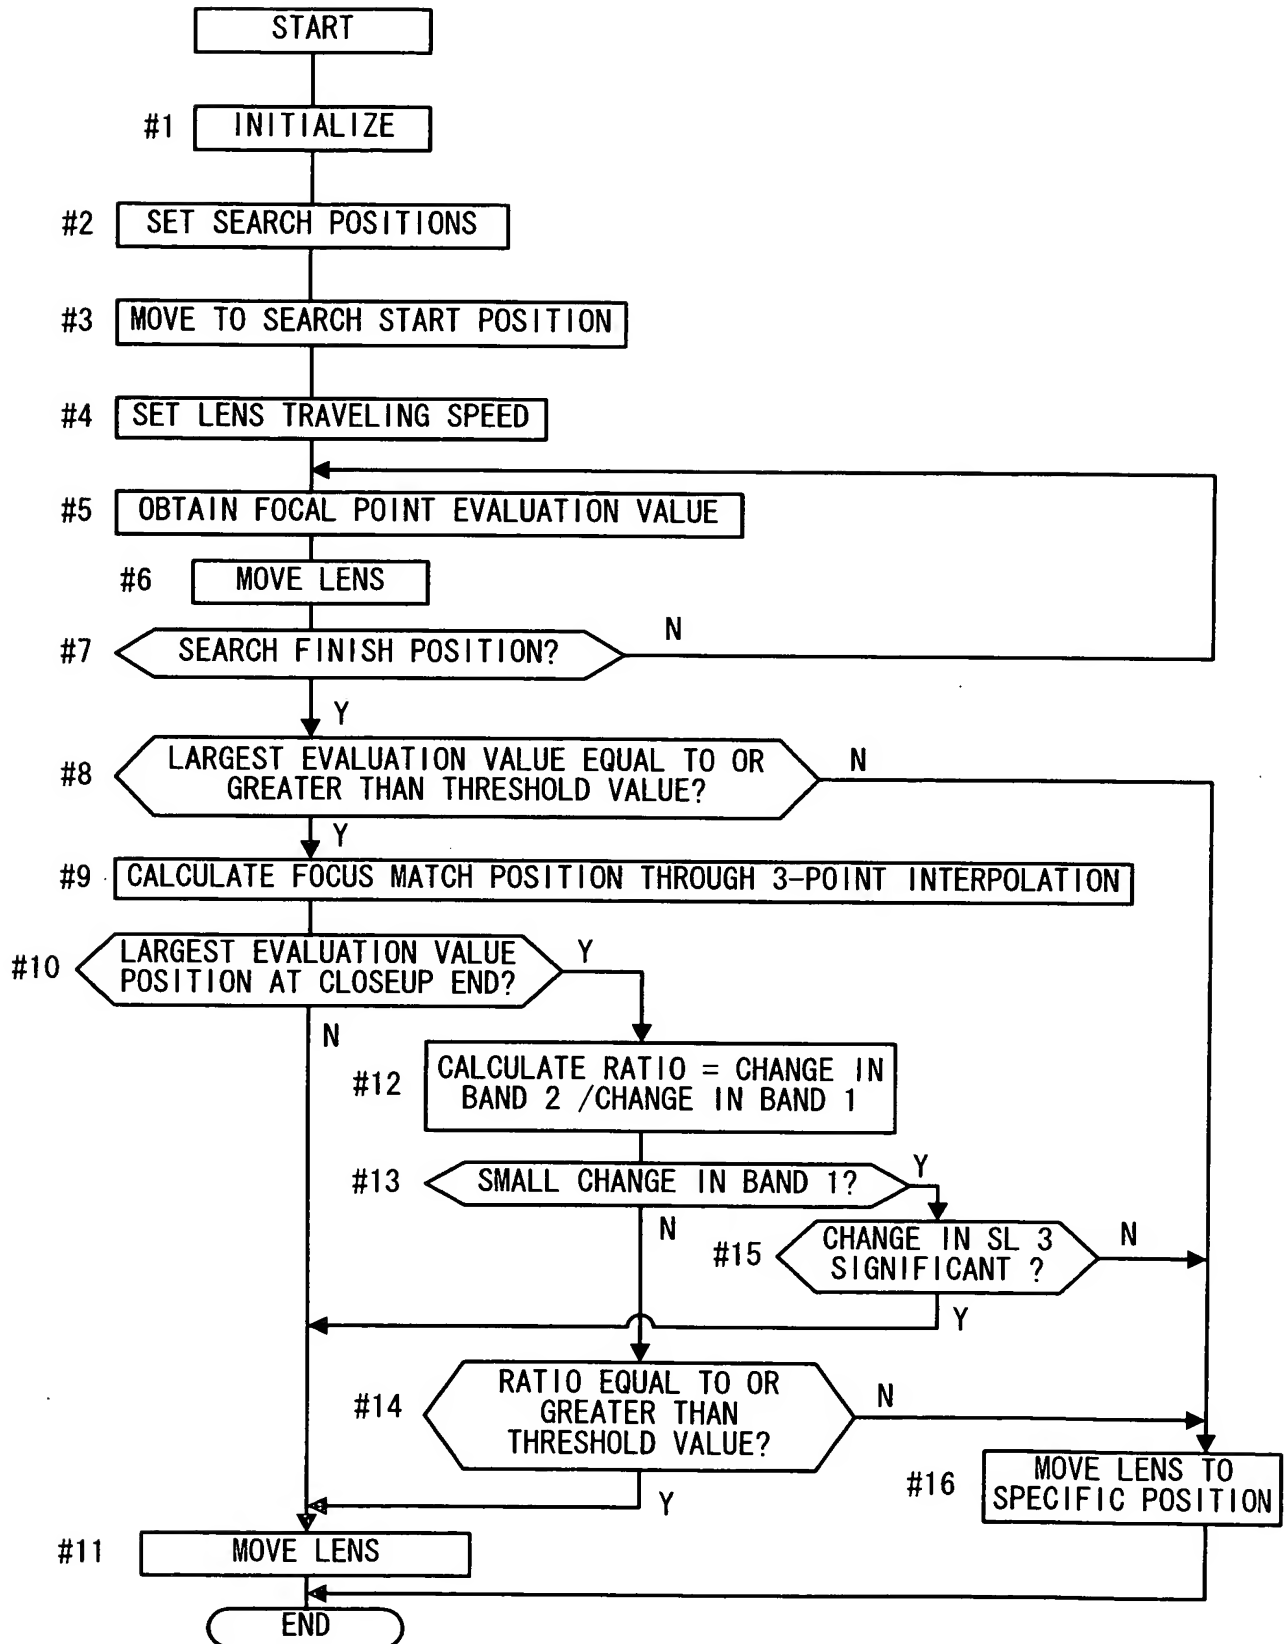 START
#1 INITIALIZE
#2 SET SEARCH POSITIONS
#3 MOVE TO SEARCH START POSITION
#4 SET LENS TRAVELING SPEED
#5 OBTAIN FOCAL POINT EVALUATION VALUE
#6 MOVE LENS
#7 SEARCH FINISH POSITION? N
Y
#8 LARGEST EVALUATION VALUE EQUAL TO OR
GREATER THAN THRESHOLD VALUE? N
Y
#9 CALCULATE FOCUS MATCH POSITION THROUGH 3-POINT INTERPOLATION
#10 LARGEST EVALUATION VALUE
POSITION AT CLOSEUP END? Y
N
#12 CALCULATE RATIO = CHANGE IN
BAND 2 /CHANGE IN BAND 1
#13 SMALL CHANGE IN BAND 1? Y
N
#15 CHANGE IN SL 3
SIGNIFICANT ? N
Y
#14 RATIO EQUAL TO OR
GREATER THAN
THRESHOLD VALUE? N
Y
#16 MOVE LENS TO
SPECIFIC POSITION
#11 MOVE LENS
END